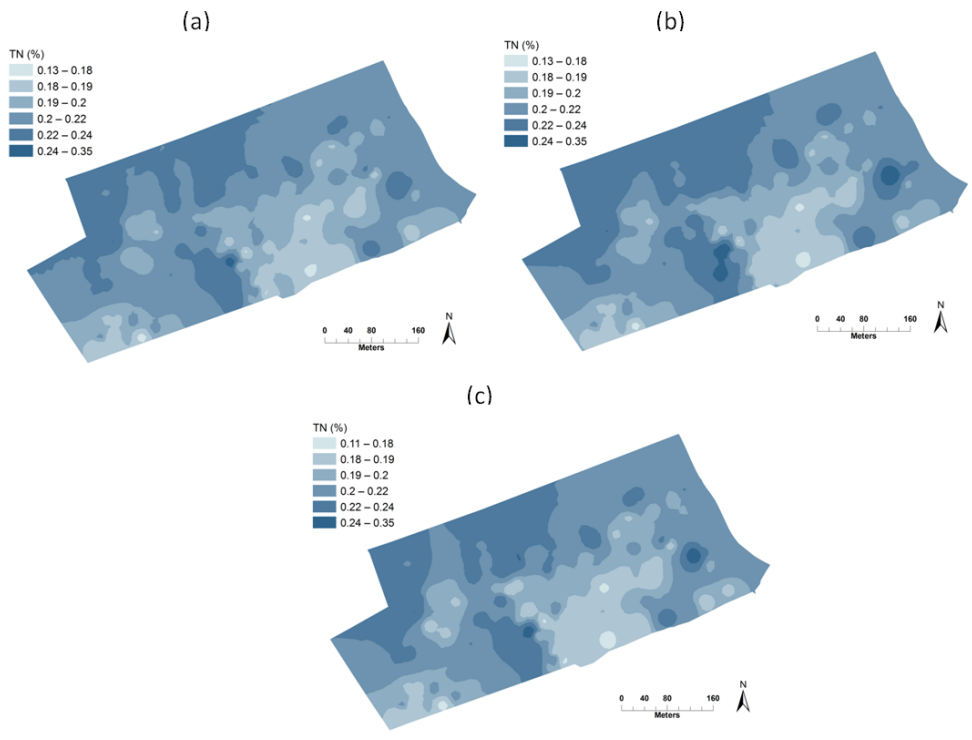 (a)
TN (%)
0.13 – 0.18
0.18 – 0.19
0.19 – 0.2
0.2 – 0.22
0.22 – 0.24
0.24 – 0.35
N
0 40 80 160
Meters
(b)
TN (%)
0.13 – 0.18
0.18 – 0.19
0.19 – 0.2
0.2 – 0.22
0.22 – 0.24
0.24 – 0.35
N
0 40 80 160
Meters
(c)
TN (%)
0.11 – 0.18
0.18 – 0.19
0.19 – 0.2
0.2 – 0.22
0.22 – 0.24
0.24 – 0.35
N
0 40 80 160
Meters